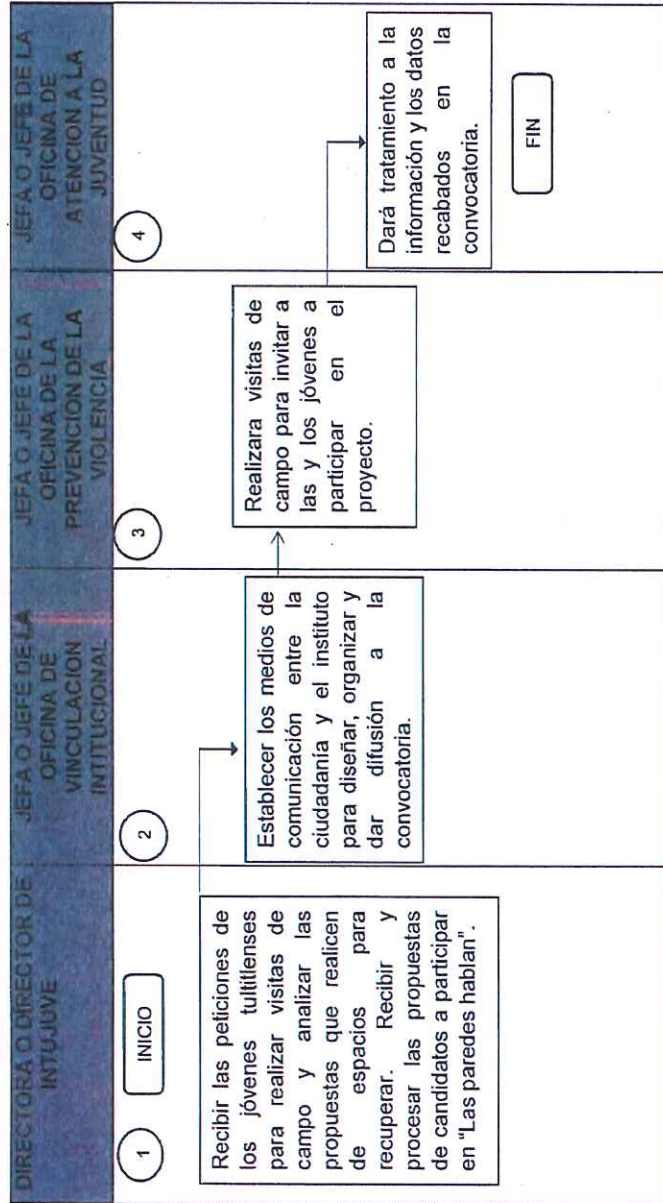 DIRECTORA O DIRECTOR DE
INTUJUVE
1
INICIO
Recibir las peticiones de
los jóvenes tultitlenses
para realizar visitas de
campo y analizar las
propuestas que realicen
de espacios para
recuperar. Recibir y
procesar las propuestas
de candidatos a participar
en "Las paredes hablan".
JEFA O JEFE DE LA
OFICINA DE
VINCULACION
INTITUCIONAL
2
Establecer los medios de
comunicación entre la
ciudadanía y el instituto
para diseñar, organizar y
dar difusión a la
convocatoria.
JEFA O JEFE DE LA
OFICINA DE LA
PREVENCION DE LA
VIOLENCIA
3
Realizara visitas de
campo para invitar a
las y los jóvenes a
participar en el
proyecto.
JEFA O JEFE DE LA
OFICINA DE
ATENCION A LA
JUVENTUD
4
Dará tratamiento a la
información y los datos
recabados en la
convocatoria.
FIN